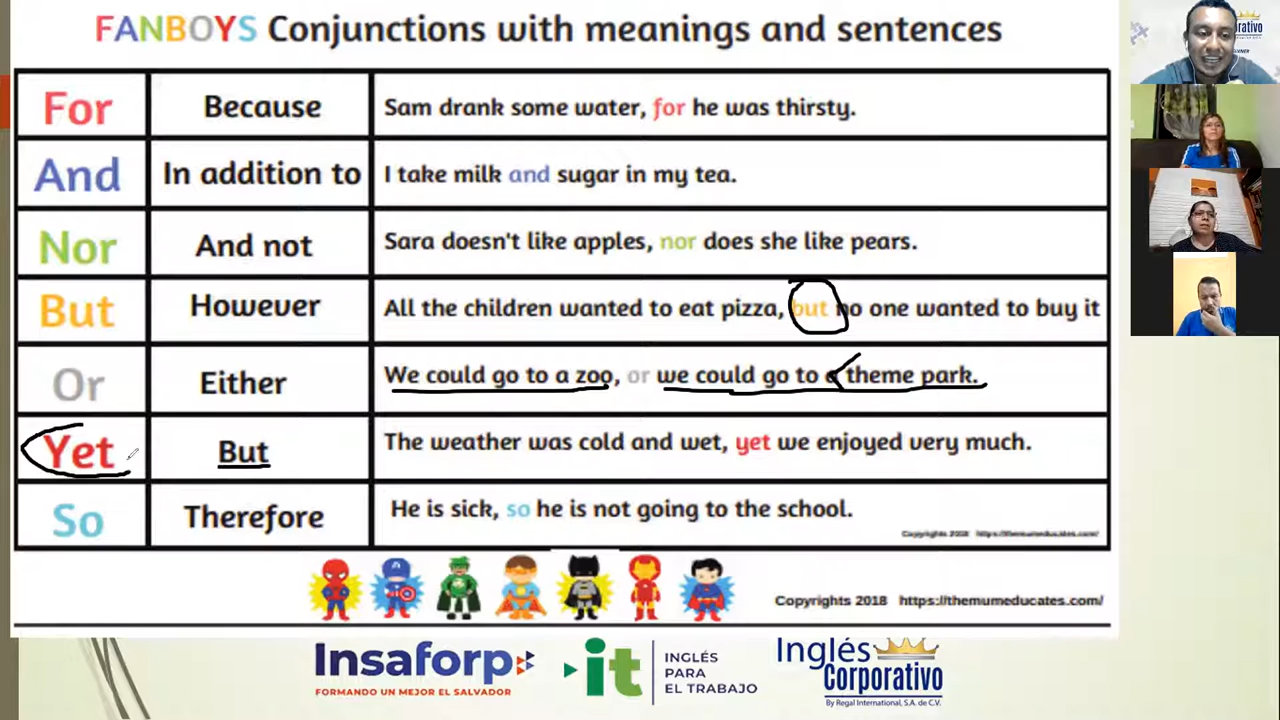 FANBOYS Conjunctions with meanings and sentences
For Because Sam drank some water, for he was thirsty.
And In addition to I take milk and sugar in my tea.
Nor And not Sara doesn't like apples, nor does she like pears.
But However All the children wanted to eat pizza, but no one wanted to buy it
Or Either We could go to a zoo, or we could go to a theme park.
Yet But The weather was cold and wet, yet we enjoyed very much.
So Therefore He is sick, so he is not going to the school.
Copyrights 2018 https://themumeducates.com/
Copyrights 2018 https://themumeducates.com/
Insaforp
FORMANDO UN MEJOR EL SALVADOR
it
INGLÉS
PARA
EL TRABAJO
Inglés
Corporativo
By Regal International, S.A. de C.V.